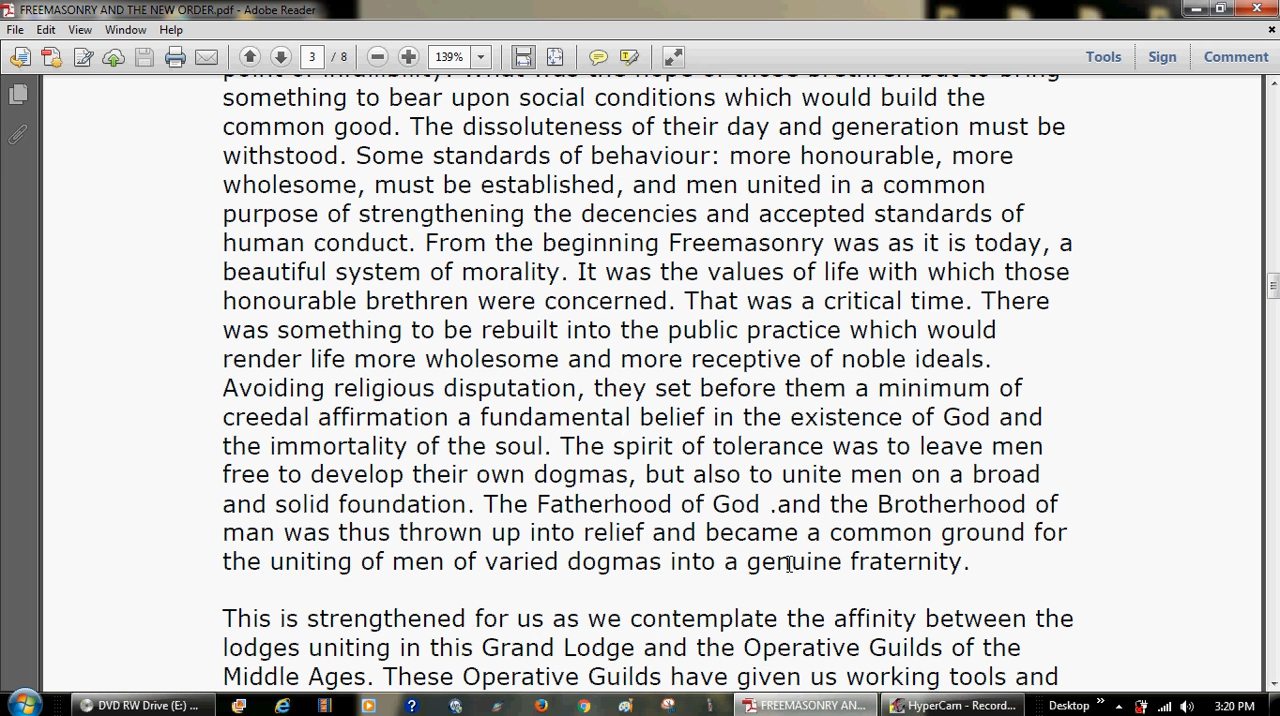 FREEMASONRY AND THE NEW ORDER.pdf - Adobe Reader
File Edit View Window Help
3 / 8 139% Tools Sign Comment
something to bear upon social conditions which would build the
common good. The dissoluteness of their day and generation must be
withstood. Some standards of behaviour: more honourable, more
wholesome, must be established, and men united in a common
purpose of strengthening the decencies and accepted standards of
human conduct. From the beginning Freemasonry was as it is today, a
beautiful system of morality. It was the values of life with which those
honourable brethren were concerned. That was a critical time. There
was something to be rebuilt into the public practice which would
render life more wholesome and more receptive of noble ideals.
Avoiding religious disputation, they set before them a minimum of
creedal affirmation a fundamental belief in the existence of God and
the immortality of the soul. The spirit of tolerance was to leave men
free to develop their own dogmas, but also to unite men on a broad
and solid foundation. The Fatherhood of God .and the Brotherhood of
man was thus thrown up into relief and became a common ground for
the uniting of men of varied dogmas into a genuine fraternity.
This is strengthened for us as we contemplate the affinity between the
lodges uniting in this Grand Lodge and the Operative Guilds of the
Middle Ages. These Operative Guilds have given us working tools and
DVD RW Drive (E:) ... FREEMASONRY AN... HyperCam - Record... Desktop » 3:20 PM